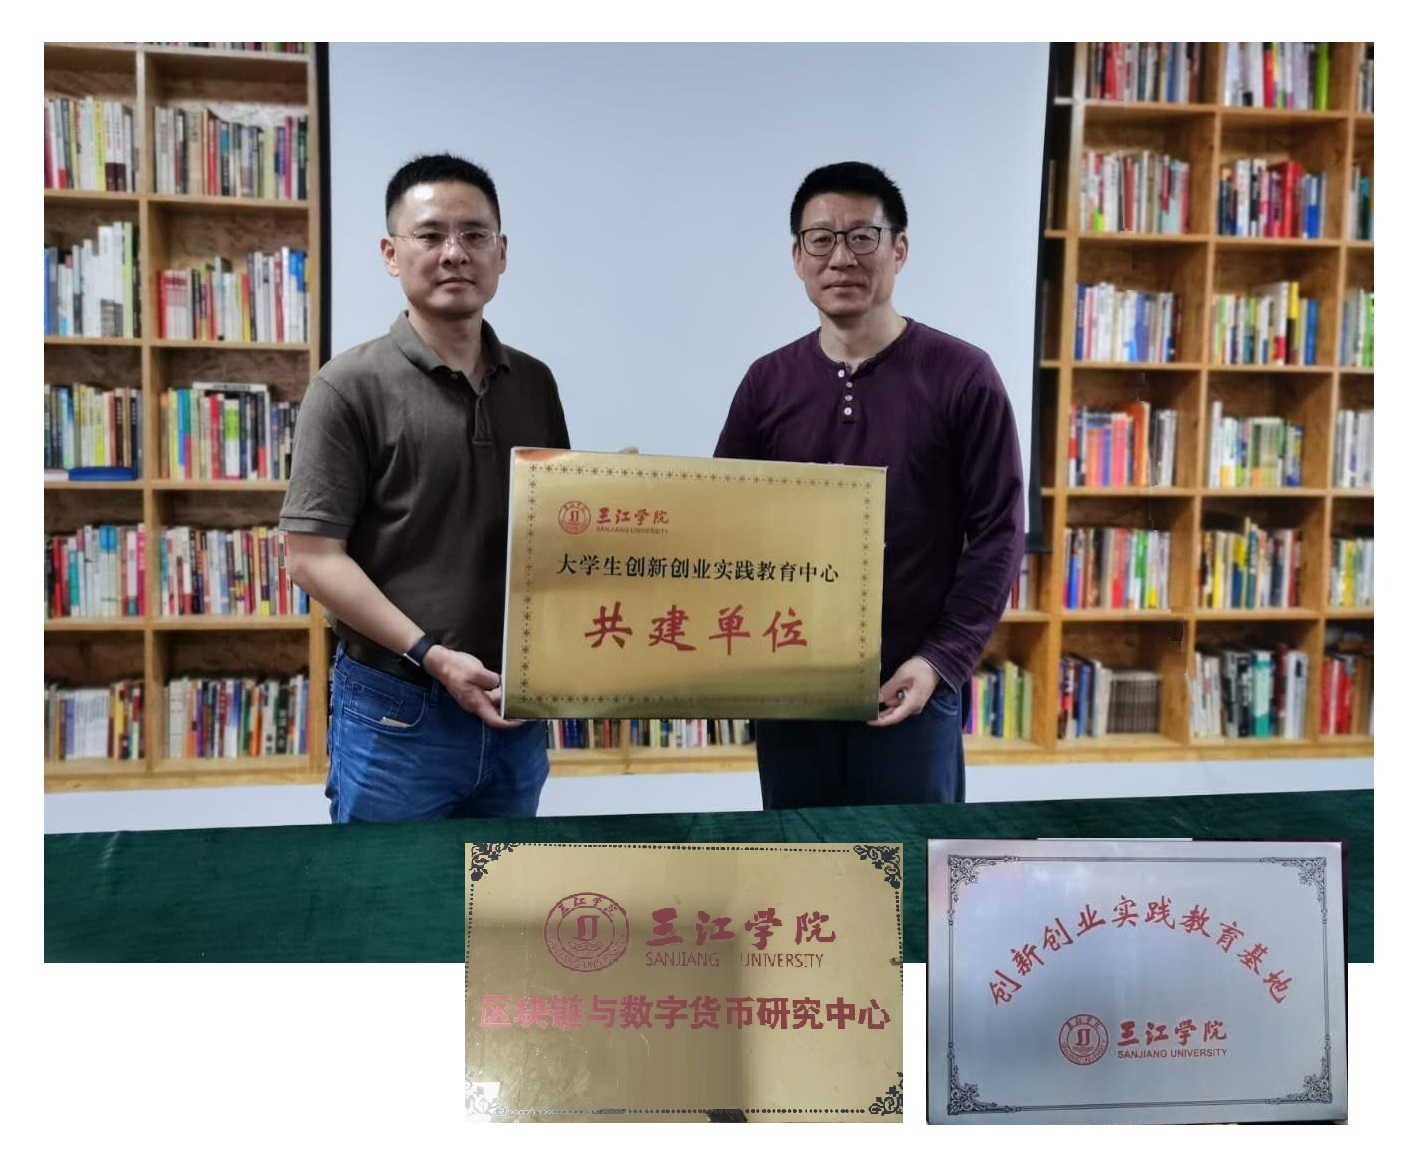 三江学院
SANJIANG UNIVERSITY
大学生创新创业实践教育中心
共建单位
三江学院
SANJIANG UNIVERSITY
区块链与数字货币研究中心
创新创业实践教育基地
三江学院
SANJIANG UNIVERSITY